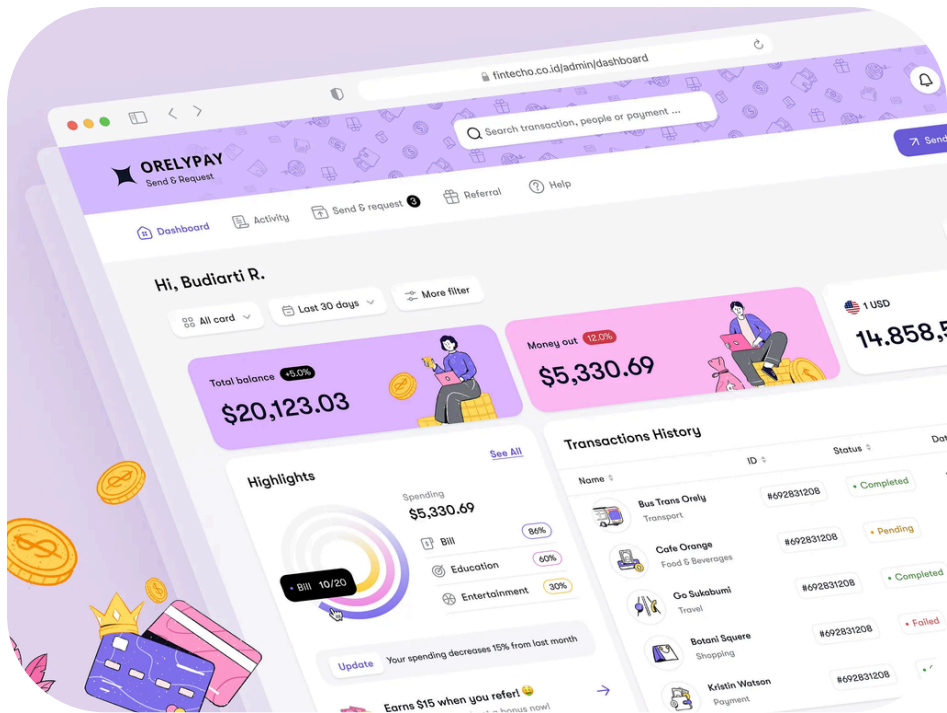 fintecho.co.id/admin/dashboard
ORELYPAY
Send & Request
Search transaction, people or payment ...
Send
Dashboard
Activity
Send & request 3
Referral
Help
Hi, Budiarti R.
All card
Last 30 days
More filter
Total balance +5.0%
$20,123.03
Money out 12.0%
$5,330.69
1 USD
14.858,5
Highlights
See All
Spending
$5,330.69
Bill 86%
Education 60%
Entertainment 30%
Bill 10/20
Update
Your spending decreases 15% from last month
Earns $15 when you refer!
a bonus now!
Transactions History
Name ID Status Dat
Bus Trans Orely
Transport
#692831208
Completed
Cafe Orange
Food & Beverages
#692831208
Pending
Go Sukabumi
Travel
#692831208
Completed
Botani Squere
Shopping
#692831208
Failed
Kristin Watson
Payment
#692831208